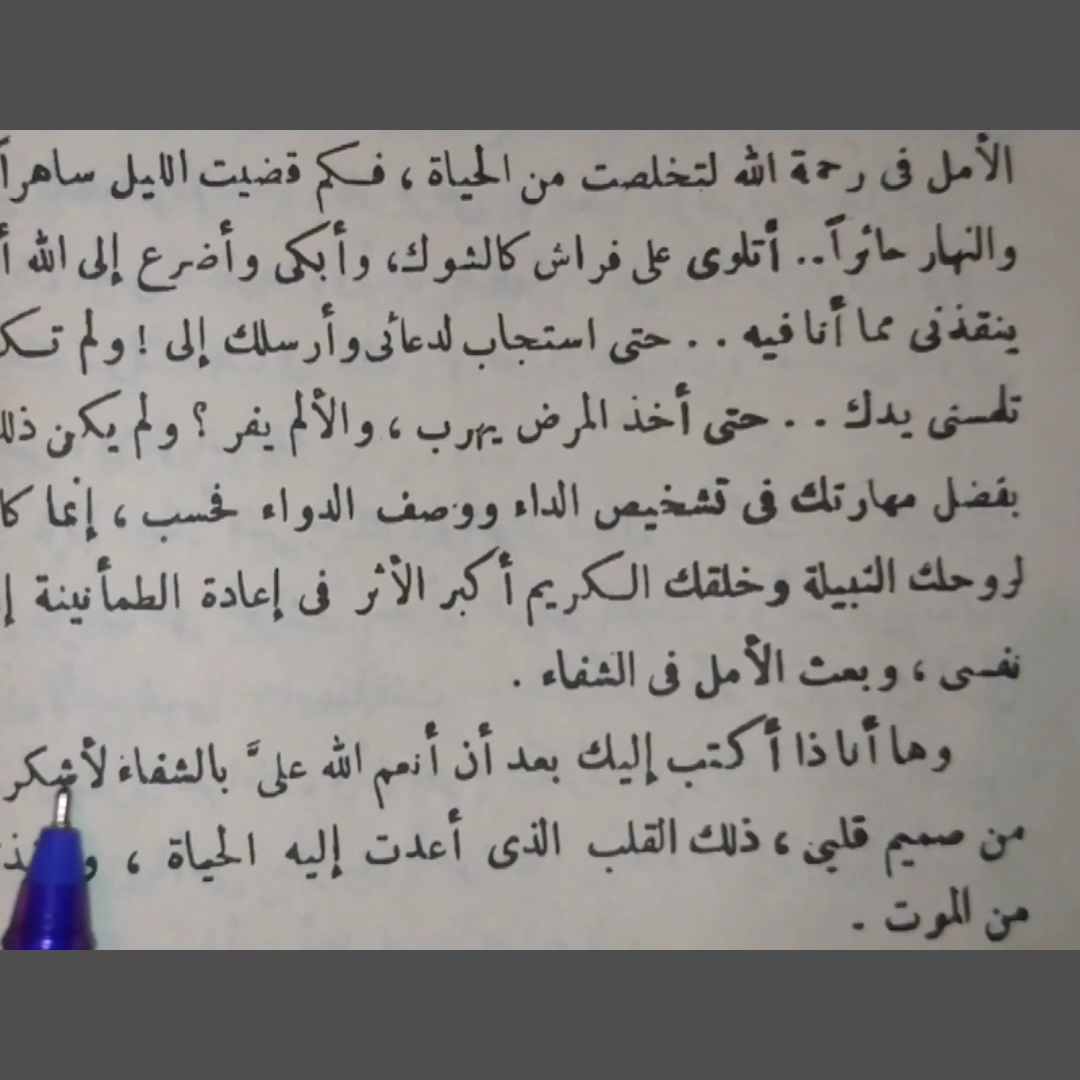 الأمل فى رحمة الله لتخلصت من الحياة ، فكم قضيت الليل ساهراً
والنهار حائراً .. أتلوى على فراش كالشوك، وأبكى وأضرع إلى الله
ينقذنى مما أنا فيه . . حتى استجاب لدعائى وأرسلك إلى ! ولم
تلمسنى يدك . . حتى أخذ المرض يهرب ، والألم يفر ؟ ولم يكن
بفضل مهارتك فى تشخيص الداء ووصف الدواء فحسب ، إنما
لروحك النبيلة وخلقك الكريم أكبر الأثر فى إعادة الطمأنينة
نفسى ، وبعث الأمل فى الشفاء .
وها أنا ذا أكتب إليك بعد أن أنعم الله علىَّ بالشفاء لأشكر
من صميم قلبى ، ذلك القلب الذى أعدت إليه الحياة ،
من الموت .